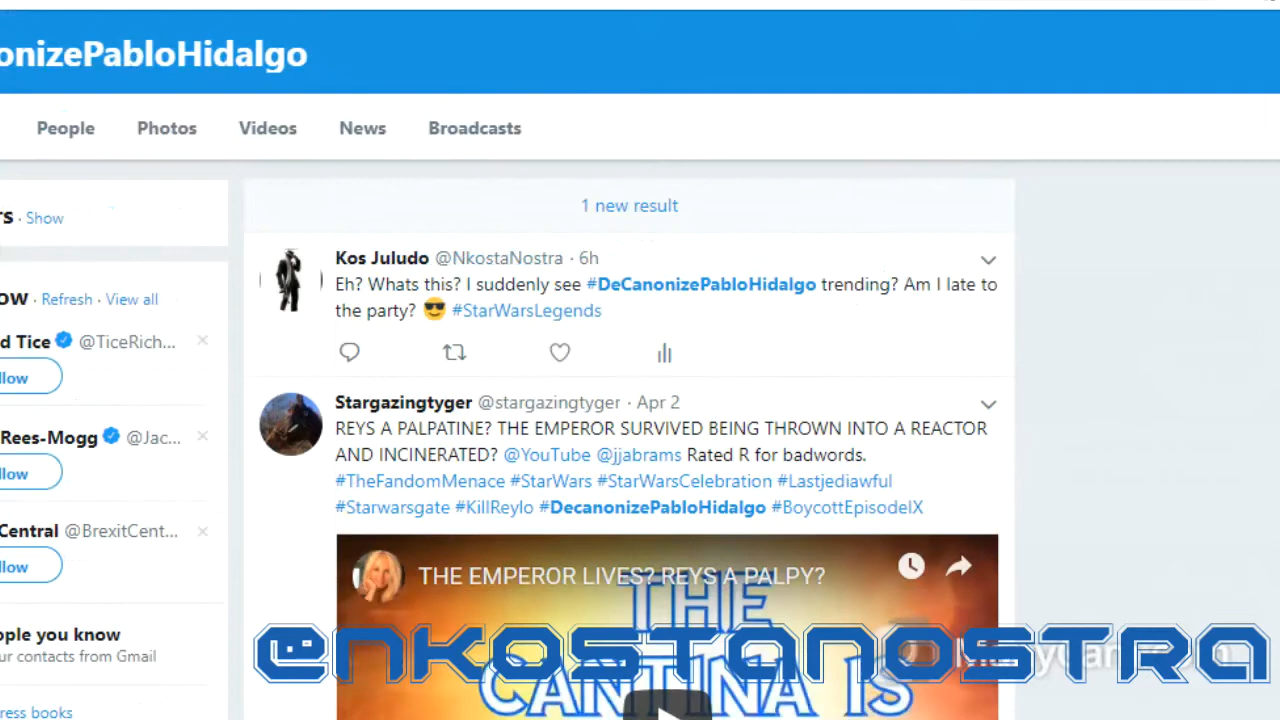 onizePabloHidalgo
People Photos Videos News Broadcasts
rs · Show
ow · Refresh · View all
d Tice @TiceRich...
llow
Rees-Mogg @Jac...
llow
Central @BrexitCent...
llow
ople you know
ur contacts from Gmail
ress books
1 new result
Kos Juludo @NkostaNostra · 6h
Eh? Whats this? I suddenly see #DeCanonizePabloHidalgo trending? Am I late to
the party? 😎 #StarWarsLegends
Stargazingtyger @stargazingtyger · Apr 2
REYS A PALPATINE? THE EMPEROR SURVIVED BEING THROWN INTO A REACTOR
AND INCINERATED? @YouTube @jjabrams Rated R for badwords.
#TheFandomMenace #StarWars #StarWarsCelebration #Lastjediawful
#Starwarsgate #KillReylo #DecanonizePabloHidalgo #BoycottEpisodeIX
THE EMPEROR LIVES? REYS A PALPY?
THE
CANTINA IS
@NKOSTANOSTRA